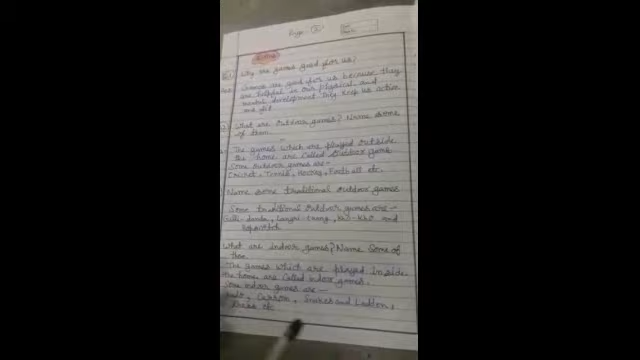 Page
Q.1 Why are games good for us?
Games are good for us because they
are helpful in our physical and
mental development. They keep us active
and fit
What are outdoor games? Name some
of them.
The games which are played outside
the home are called outdoor games
Some outdoor games are -
Cricket, Tennis, Hockey, Football etc.
Name some traditional outdoor games
Some traditional outdoor games are -
Gulli-danda, Langri-taang, Kho-Kho and
What are indoor games? Name some of
them.
The games which are played inside
the home are called indoor games.
Some indoor games are -
Ludo, Carrom, Snakes and Ladders,
Chess etc